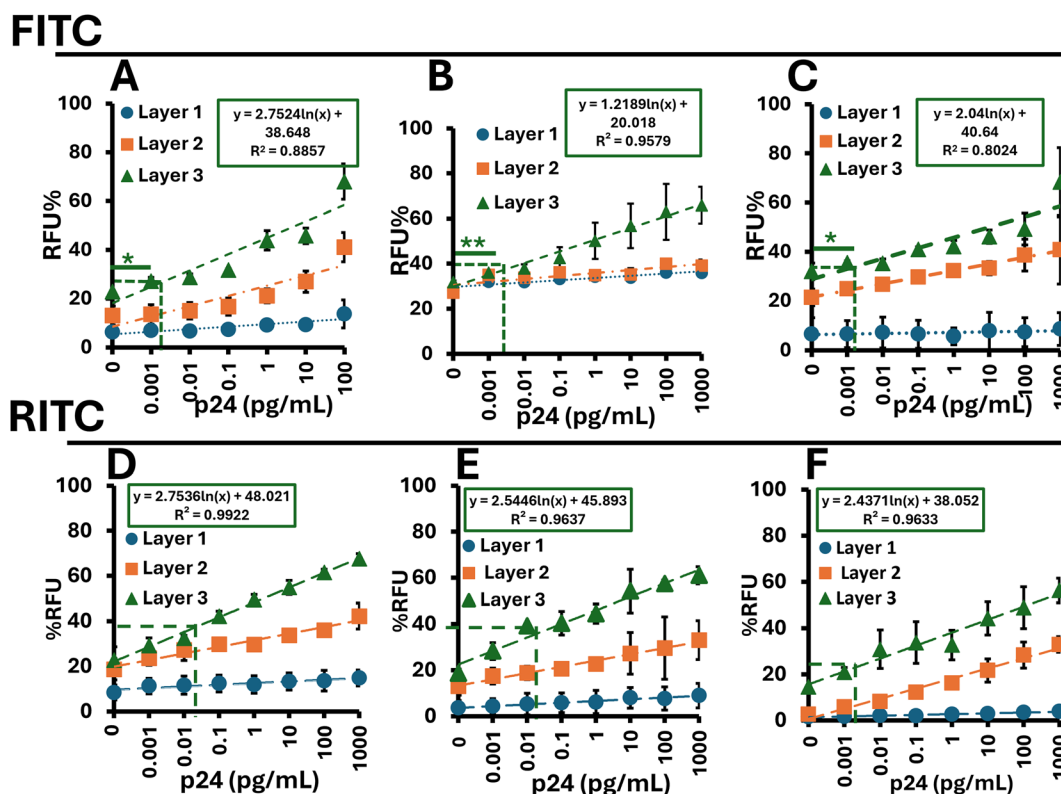 FITC
A
RFU%
100
80
60
40
20
0
Layer 1
Layer 2
Layer 3
y = 2.7524ln(x) +
38.648
R² = 0.8857
*
0
0.001
0.01
0.1
1
10
100
p24 (pg/mL)
B
RFU%
100
80
60
40
20
0
Layer 1
Layer 2
Layer 3
y = 1.2189ln(x) +
20.018
R² = 0.9579
**
0
0.001
0.01
0.1
1
10
100
1000
p24 (pg/mL)
C
RFU%
100
80
60
40
20
0
Layer 1
Layer 2
Layer 3
y = 2.04ln(x) +
40.64
R² = 0.8024
*
0
0.001
0.01
0.1
1
10
100
1000
p24 (pg/mL)
RITC
D
%RFU
100
80
60
40
20
0
y = 2.7536ln(x) + 48.021
R² = 0.9922
Layer 1
Layer 2
Layer 3
0
0.001
0.01
0.1
1
10
100
1000
p24 (pg/mL)
E
%RFU
100
80
60
40
20
0
y = 2.5446ln(x) + 45.893
R² = 0.9637
Layer 1
Layer 2
Layer 3
0
0.001
0.01
0.1
1
10
100
1000
p24 (pg/mL)
F
%RFU
100
80
60
40
20
0
y = 2.4371ln(x) + 38.052
R² = 0.9633
Layer 1
Layer 2
Layer 3
0
0.001
0.01
0.1
1
10
100
1000
p24 (pg/mL)